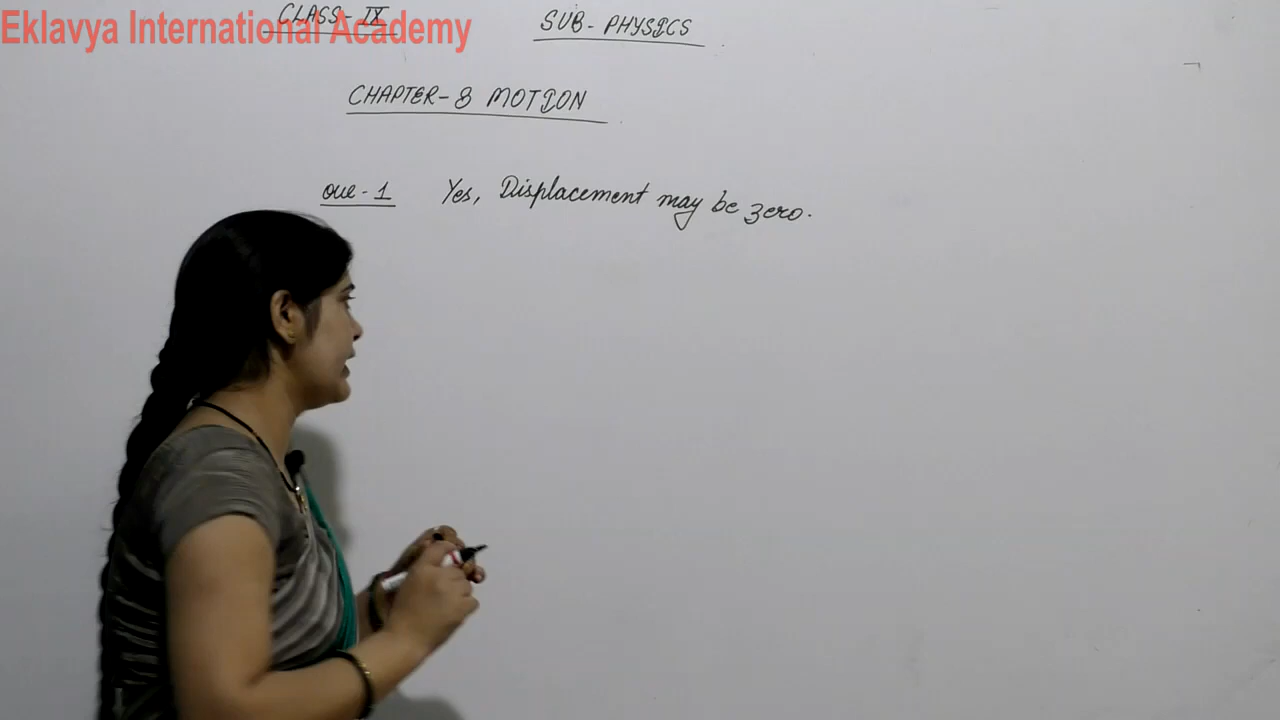 CLASS - IX
SUB - PHYSICS
Eklavya International Academy
CHAPTER - 8 MOTION
Que - 1 Yes, Displacement may be zero.